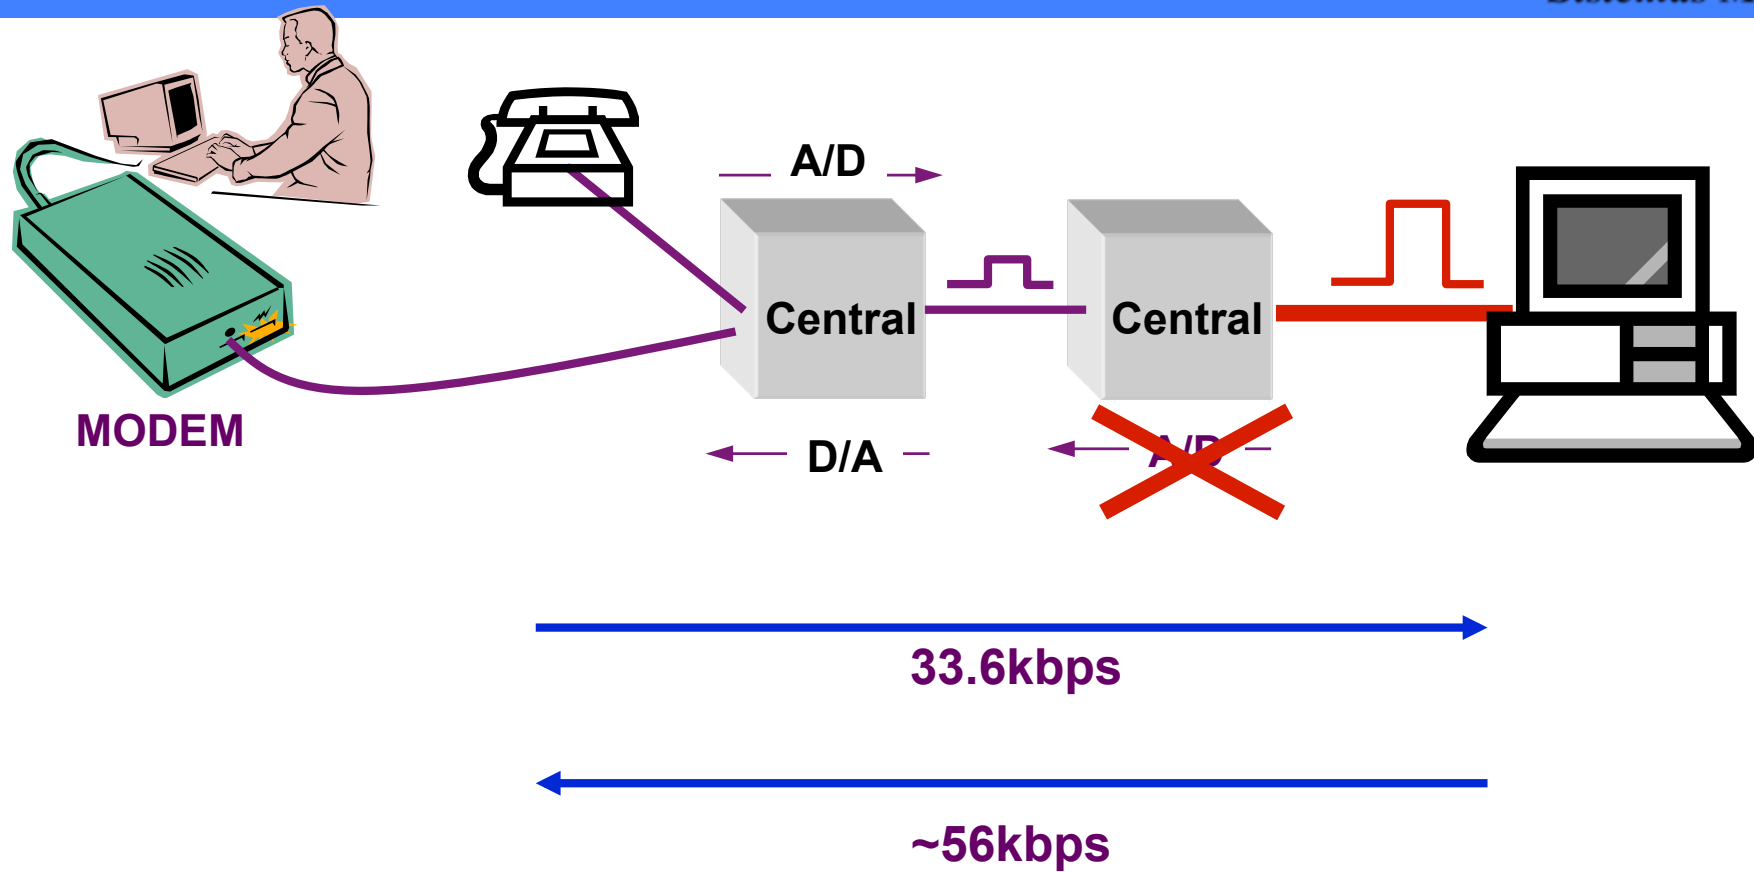 A/D
Central
Central
MODEM
D/A
A/D
33.6kbps
~56kbps